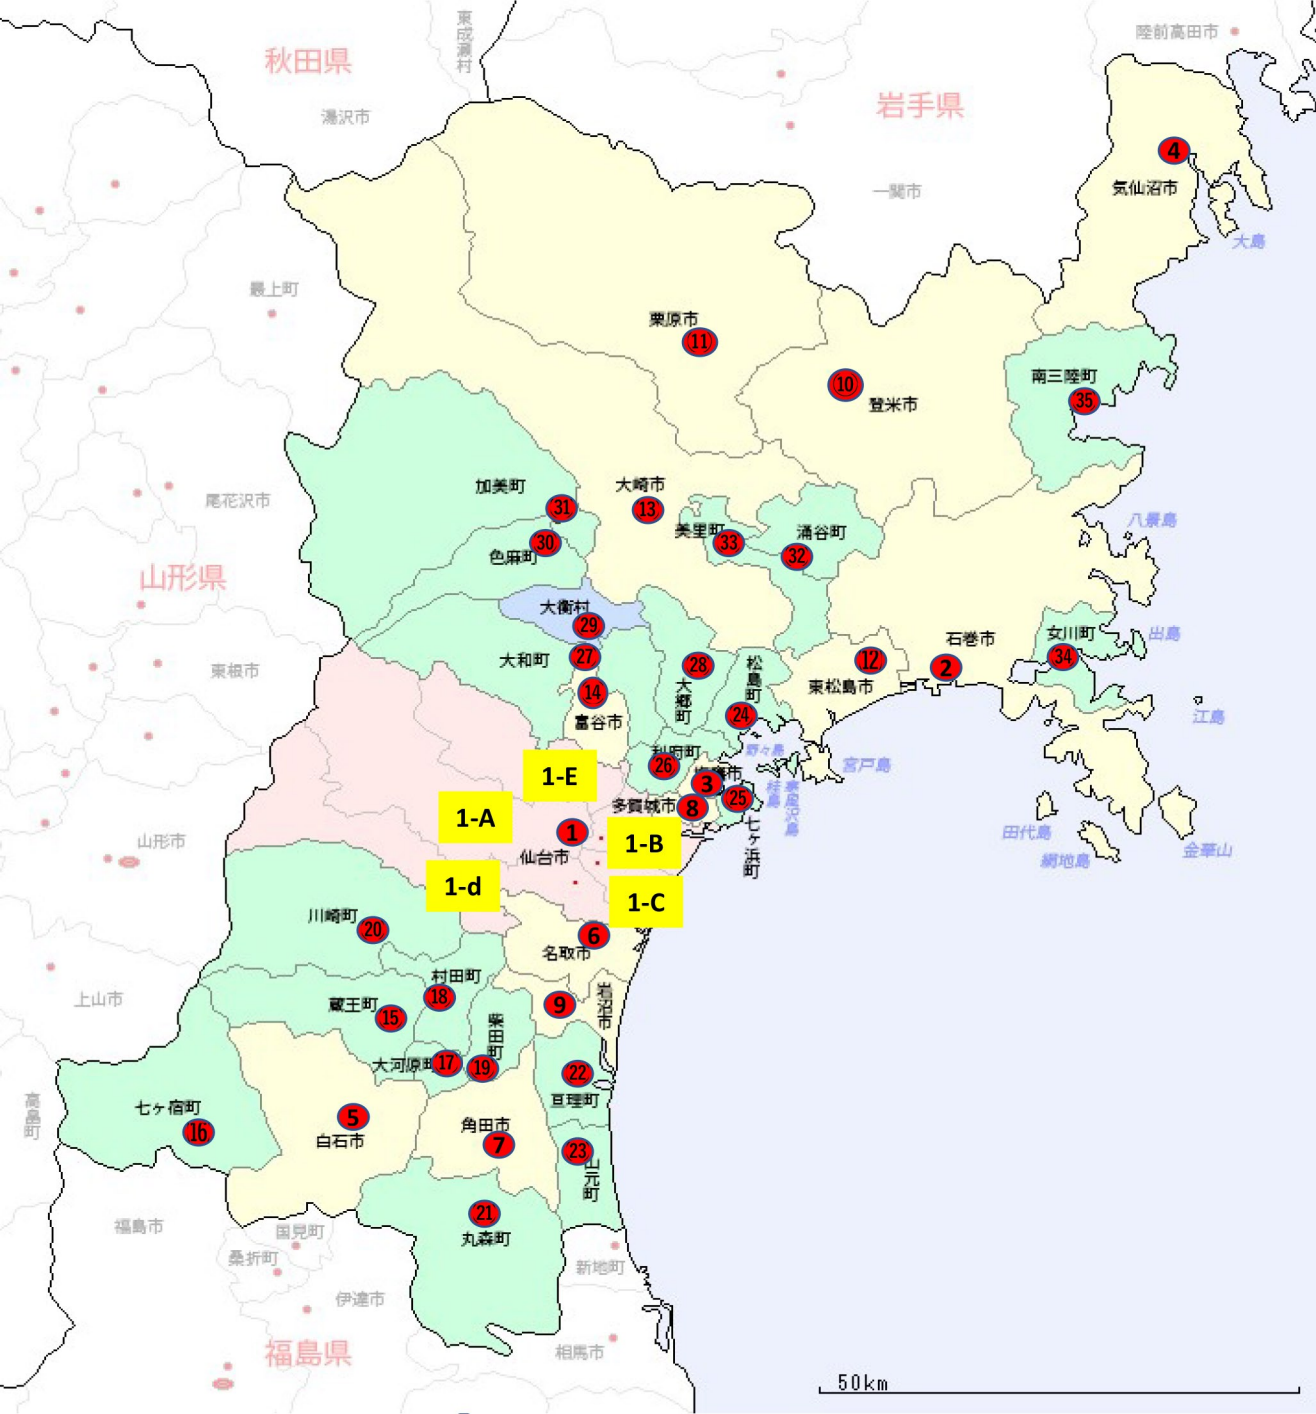 東成瀬村
陸前高田市
秋田県
岩手県
湯沢市
4
気仙沼市
一関市
大島
最上町
栗原市
11
10
登米市
南三陸町
35
加美町
31
大崎市
13
尾花沢市
美里町
33
涌谷町
32
八景島
30
色麻町
山形県
大衡村
29
大和町
27
28
大郷町
松島町
12
東松島市
石巻市
2
女川町
34
出島
東根市
14
富谷市
24
江島
利府町
26
野々島
宮戸島
1-E
3
市
桂島
寒風沢島
25
七ヶ浜町
多賀城市
8
1-A
1
仙台市
1-B
田代島
網地島
金華山
山形市
1-d
1-C
川崎町
20
6
名取市
村田町
18
上山市
蔵王町
15
9
岩沼市
柴田町
大河原町
17
19
22
亘理町
高畠町
七ヶ宿町
16
5
白石市
角田市
7
23
山元町
21
丸森町
福島市
国見町
桑折町
新地町
伊達市
福島県
相馬市
50km